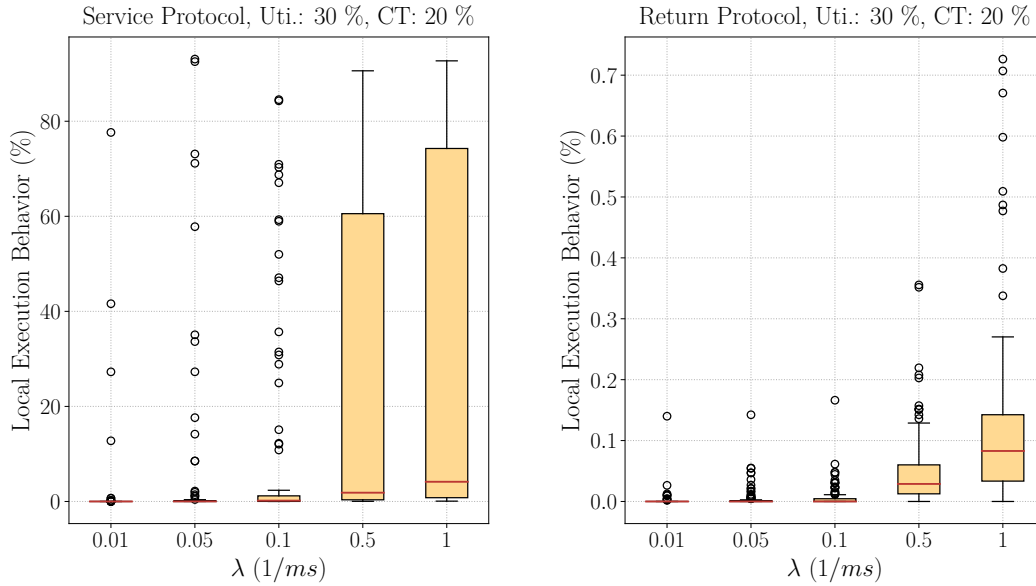 Service Protocol, Uti.: 30 %, CT: 20 %
Local Execution Behavior (%)
80
60
40
20
0
0.01 0.05 0.1 0.5 1
λ (1/ms)
Return Protocol, Uti.: 30 %, CT: 20 %
Local Execution Behavior (%)
0.7
0.6
0.5
0.4
0.3
0.2
0.1
0.0
0.01 0.05 0.1 0.5 1
λ (1/ms)